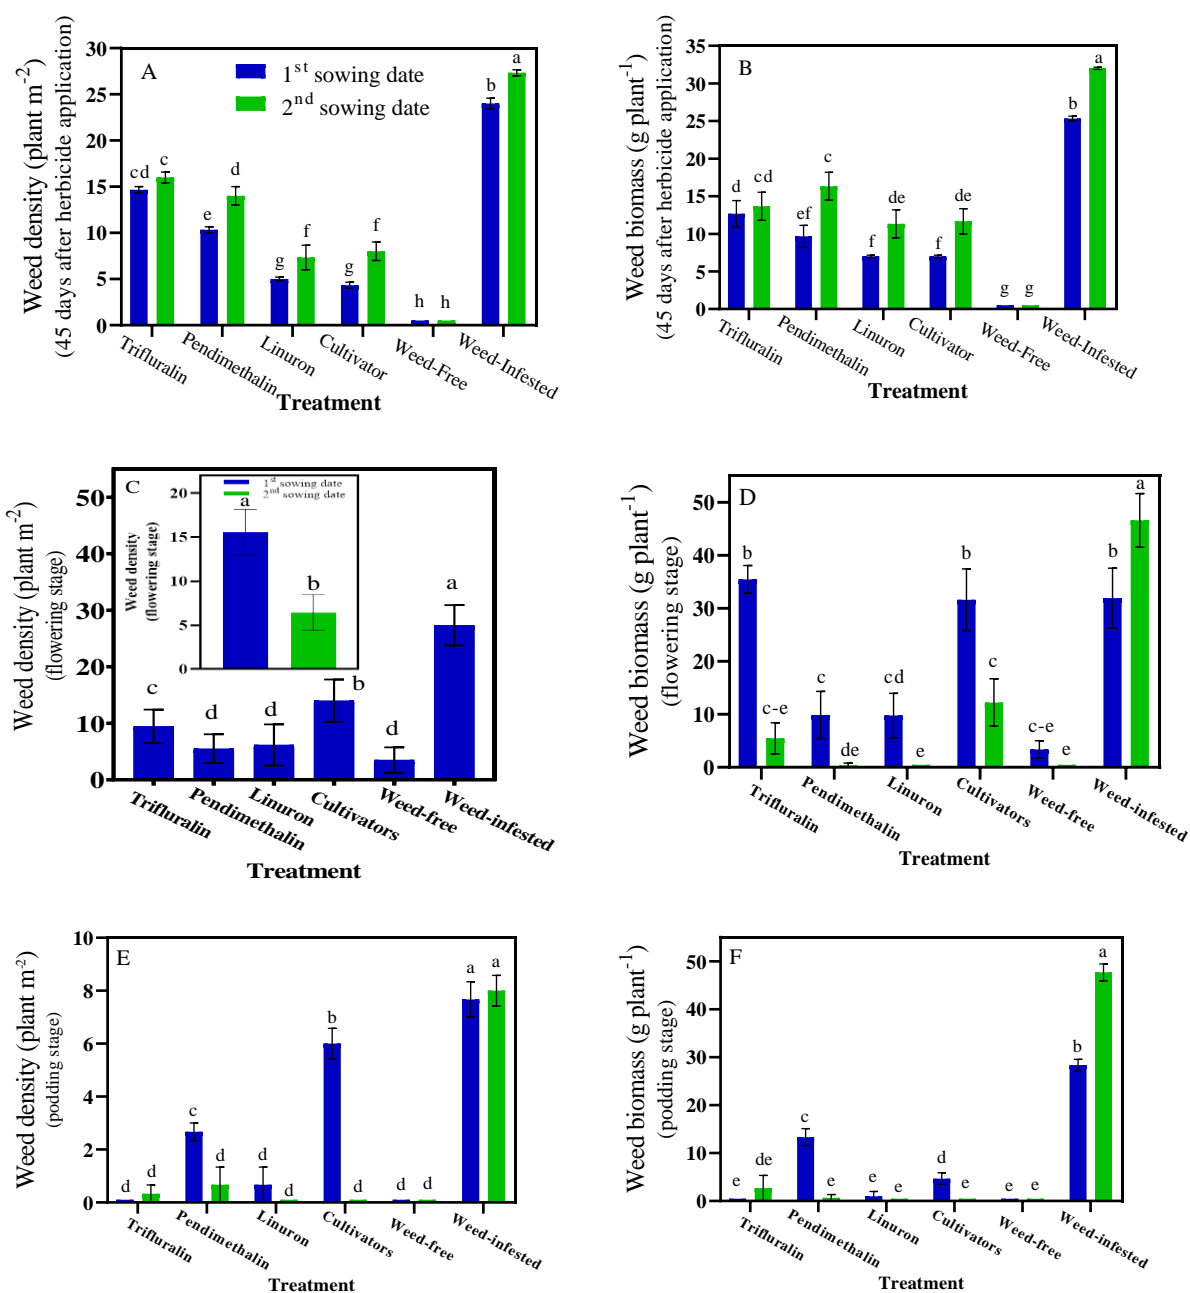 A
1st sowing date
2nd sowing date
Weed density (plant m-2)
(45 days after herbicide application)
30
25
20
15
10
5
0
cd c e d g f g f h h b a
Trifluralin Pendimethalin Linuron Cultivator Weed-Free Weed-Infested
Treatment
B
Weed biomass (g plant-1)
(45 days after herbicide application)
35
30
25
20
15
10
5
0
d cd ef c f de f de g g b a
Trifluralin Pendimethalin Linuron Cultivator Weed-Free Weed-Infested
Treatment
C
Weed density (plant m-2)
(flowering stage)
50
40
30
20
10
0
1st sowing date
2nd sowing date
Weed density
(flowering stage)
20
15
10
5
0
a b
c d d b d a
Trifluralin Pendimethalin Linuron Cultivators Weed-free Weed-infested
Treatment
D
Weed biomass (g plant-1)
(flowering stage)
50
40
30
20
10
0
b c-e c de cd e b c c-e e b a
Trifluralin Pendimethalin Linuron Cultivators Weed-free Weed-infested
Treatment
E
Weed density (plant m-2)
(podding stage)
10
8
6
4
2
0
d d c d d d b d d d a a
Trifluralin Pendimethalin Linuron Cultivators Weed-free Weed-infested
Treatment
F
Weed biomass (g plant-1)
(podding stage)
50
40
30
20
10
0
e de c e e e d e e e b a
Trifluralin Pendimethalin Linuron Cultivators Weed-free Weed-infested
Treatment